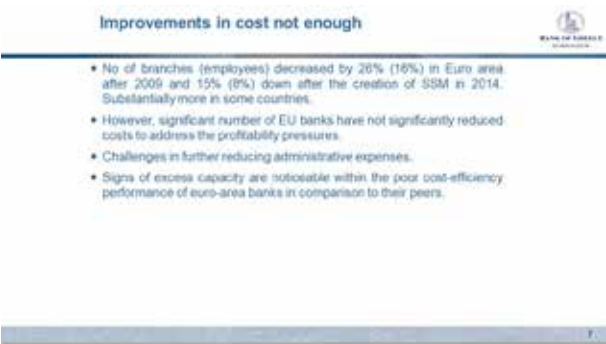 Improvements in cost not enough
BANK OF GREECE
• No of branches (employees) decreased by 26% (16%) in Euro area
after 2009 and 15% (8%) down after the creation of SSM in 2014.
Substantially more in some countries.
• However, significant number of EU banks have not significantly reduced
costs to address the profitability pressures.
• Challenges in further reducing administrative expenses.
• Signs of excess capacity are noticeable within the poor cost-efficiency
performance of euro-area banks in comparison to their peers.
7